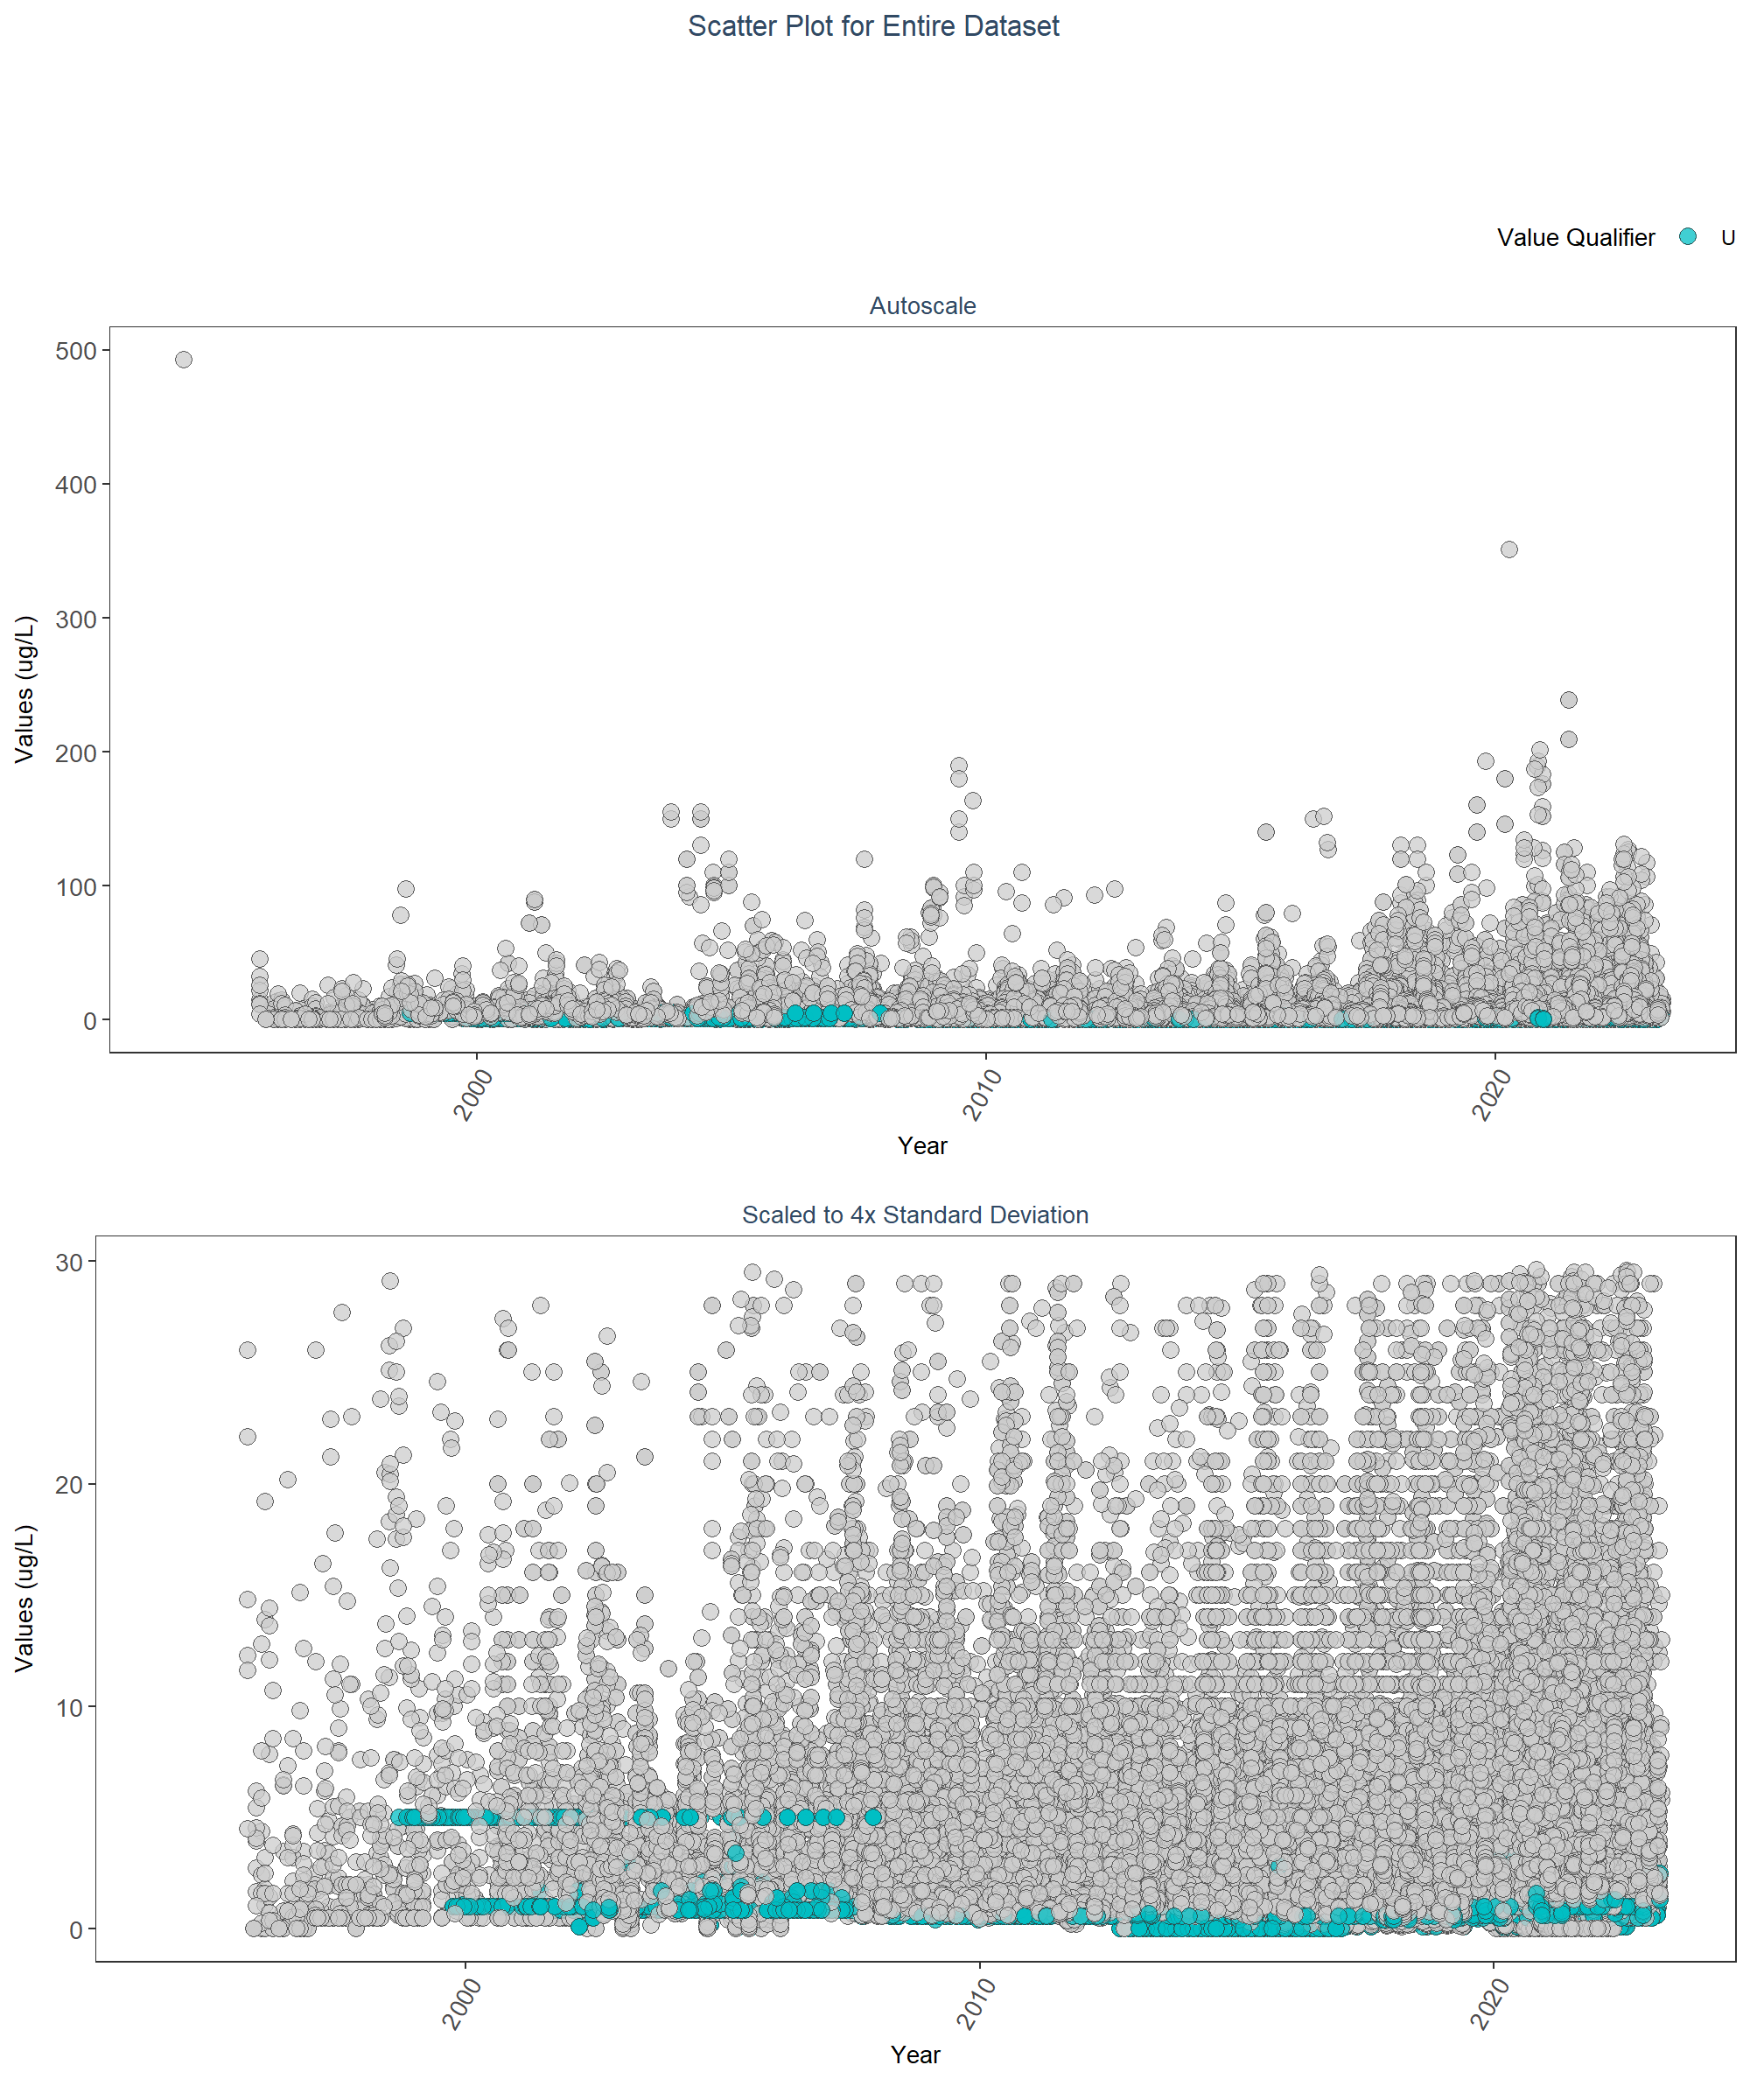 Scatter Plot for Entire Dataset
Value Qualifier U
Autoscale
500
400
300
200
100
0
Values (ug/L)
2000 2010 2020
Year
Scaled to 4x Standard Deviation
30
20
10
0
Values (ug/L)
2000 2010 2020
Year